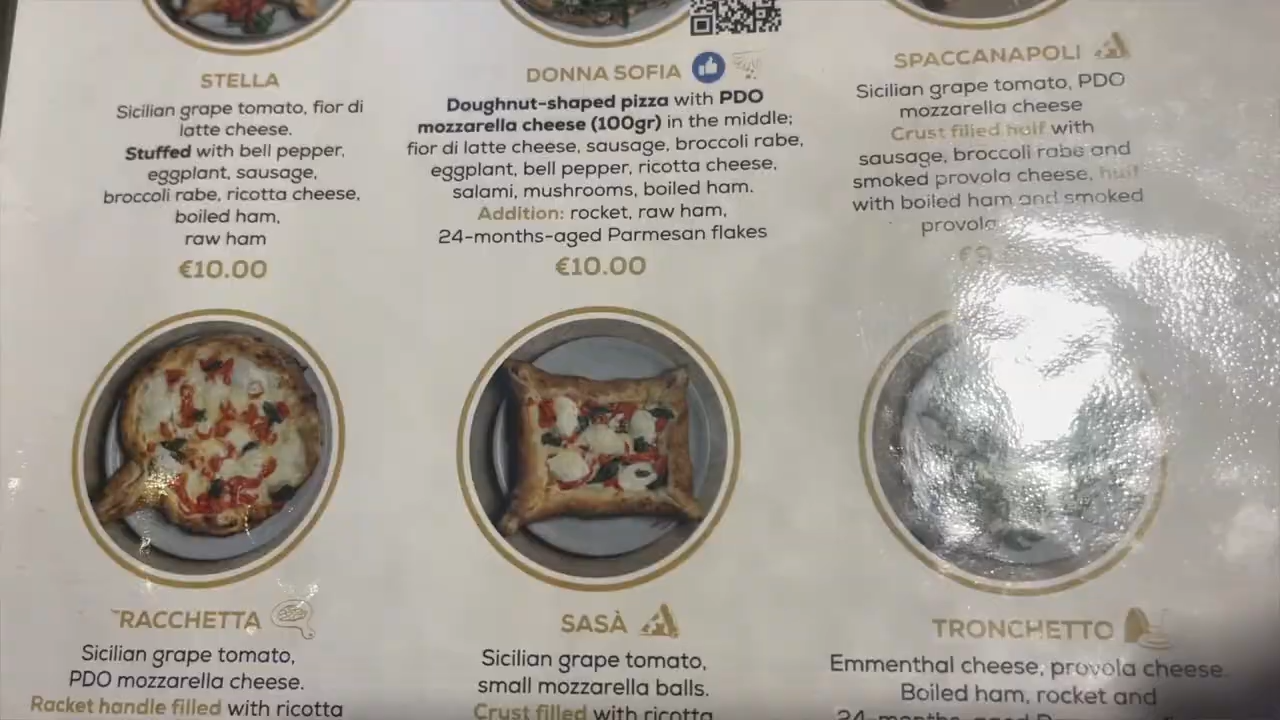 STELLA
Sicilian grape tomato, fior di
latte cheese.
Stuffed with bell pepper,
eggplant, sausage,
broccoli rabe, ricotta cheese,
boiled ham,
raw ham
€10.00
DONNA SOFIA
Doughnut-shaped pizza with PDO
mozzarella cheese (100gr) in the middle;
fior di latte cheese, sausage, broccoli rabe,
eggplant, bell pepper, ricotta cheese,
salami, mushrooms, boiled ham.
Addition: rocket, raw ham,
24-months-aged Parmesan flakes
€10.00
SPACCANAPOLI
Sicilian grape tomato, PDO
mozzarella cheese
Crust filled half with
sausage, broccoli rabe and
smoked provola cheese, half
with boiled ham and smoked
provola
RACCHETTA
Sicilian grape tomato,
PDO mozzarella cheese.
Racket handle filled with ricotta
SASÀ
Sicilian grape tomato,
small mozzarella balls.
Crust filled with ricotta
TRONCHETTO
Emmenthal cheese, provola cheese.
Boiled ham, rocket and
24-months-aged